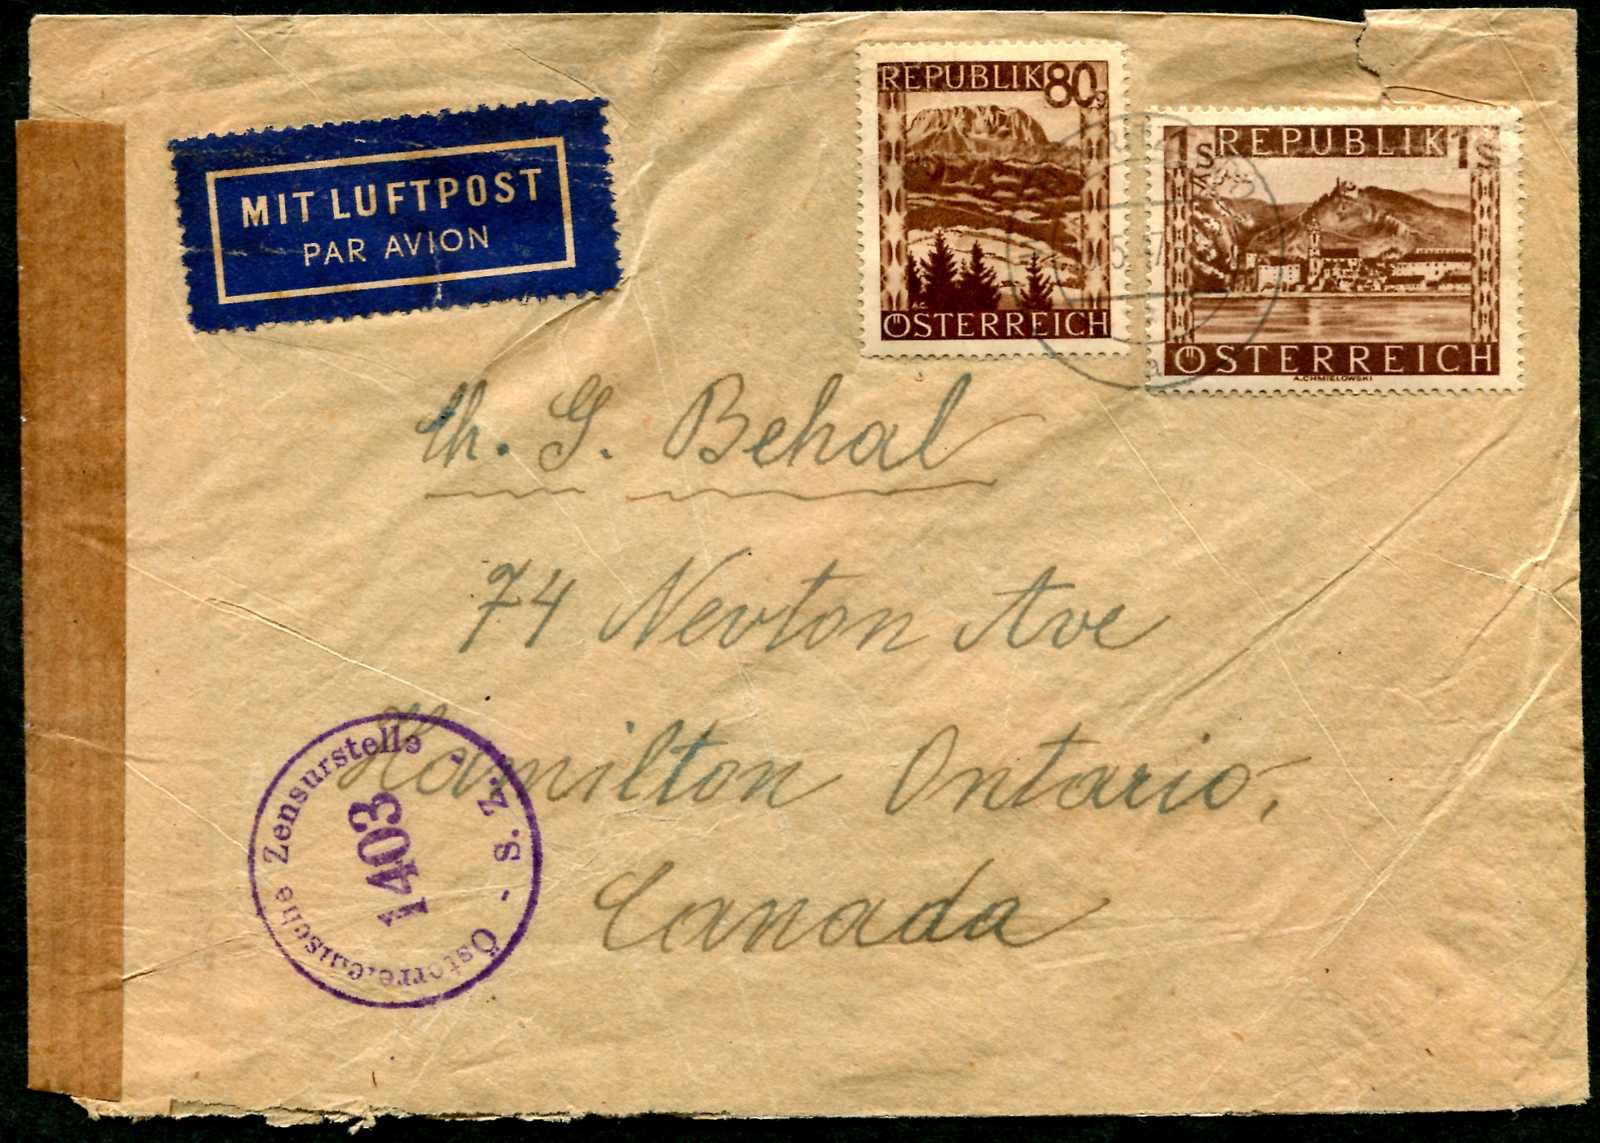 MIT LUFTPOST
PAR AVION
REPUBLIK 80g
ÖSTERREICH
1S REPUBLIK 1S
ÖSTERREICH
A. CHMIELOWSKI
G. Behal
74 Newton Ave
Hamilton Ontario,
Canada
Österreichische Zensurstelle - S. Z. -
1403